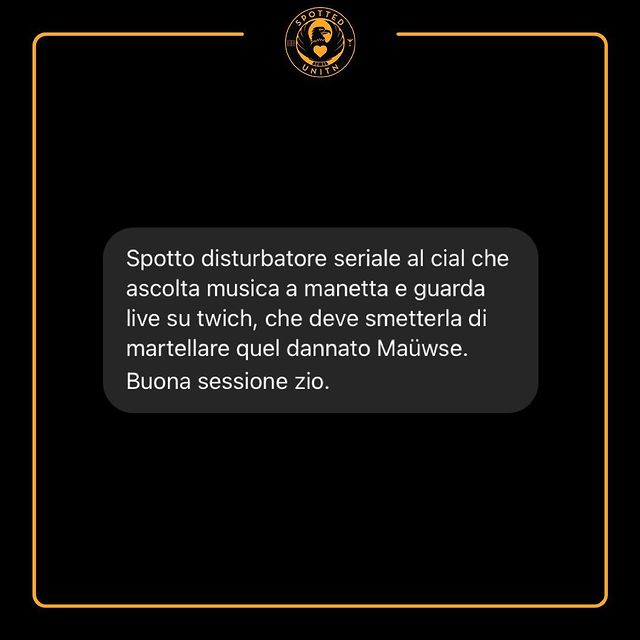 SPOTTED
UNITN
Spotto disturbatore seriale al cial che
ascolta musica a manetta e guarda
live su twich, che deve smetterla di
martellare quel dannato Maüwse.
Buona sessione zio.